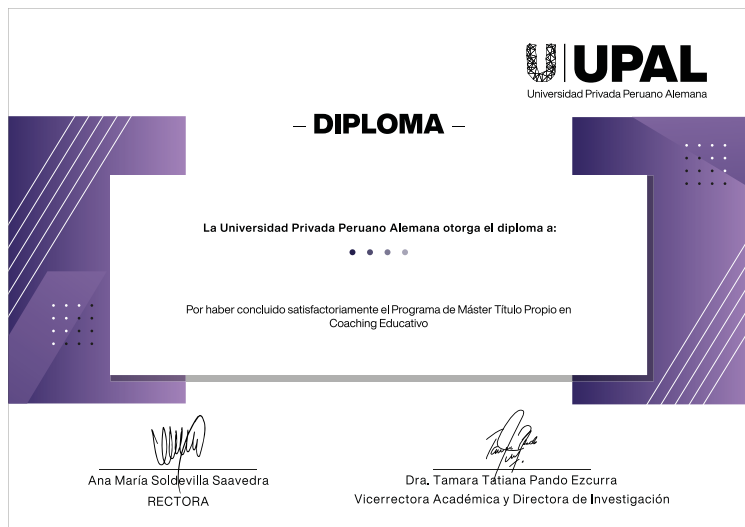 UPAL
Universidad Privada Peruano Alemana
— DIPLOMA —
La Universidad Privada Peruano Alemana otorga el diploma a:
Por haber concluido satisfactoriamente el Programa de Máster Título Propio en
Coaching Educativo
Ana María Soldevilla Saavedra
RECTORA
Dra. Tamara Tatiana Pando Ezcurra
Vicerrectora Académica y Directora de Investigación